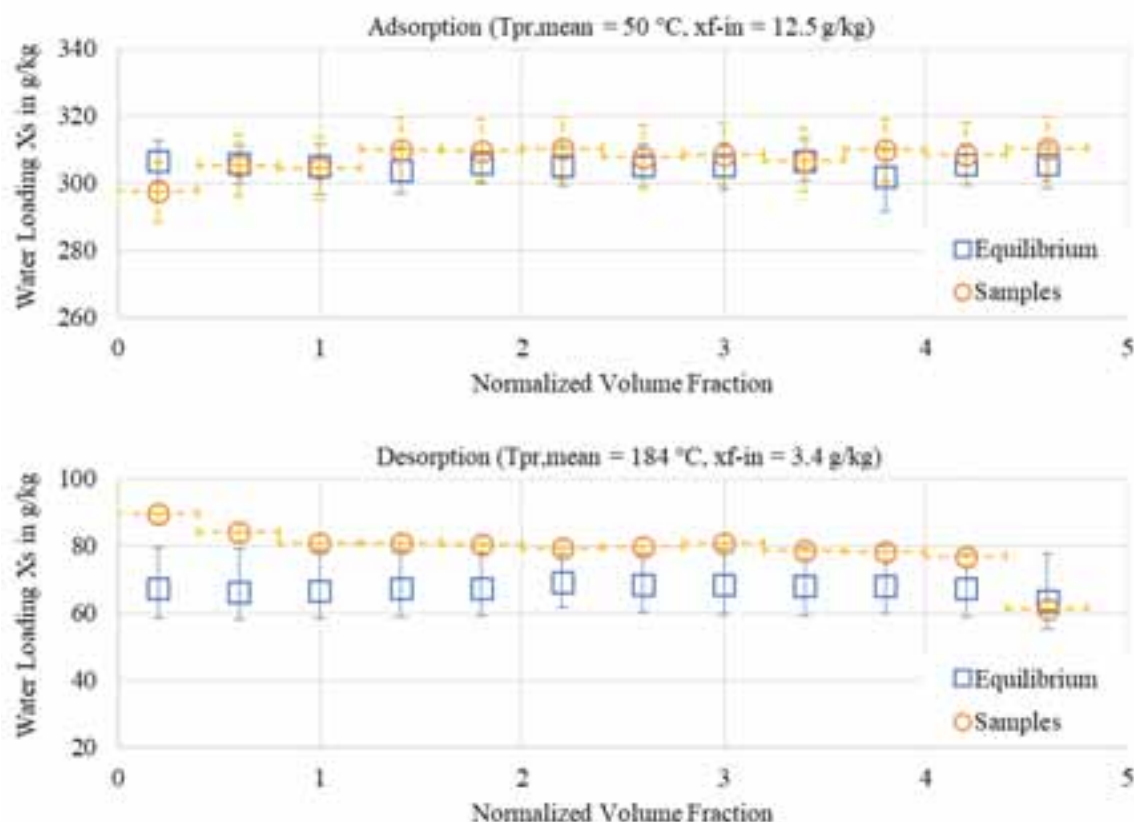 Adsorption (Tpr,mean = 50 °C, xf-in = 12.5 g/kg)
Water Loading Xs in g/kg
340
320
300
280
260
Equilibrium
Samples
0 1 2 3 4 5
Normalized Volume Fraction
Desorption (Tpr,mean = 184 °C, xf-in = 3.4 g/kg)
Water Loading Xs in g/kg
100
80
60
40
20
Equilibrium
Samples
0 1 2 3 4 5
Normalized Volume Fraction